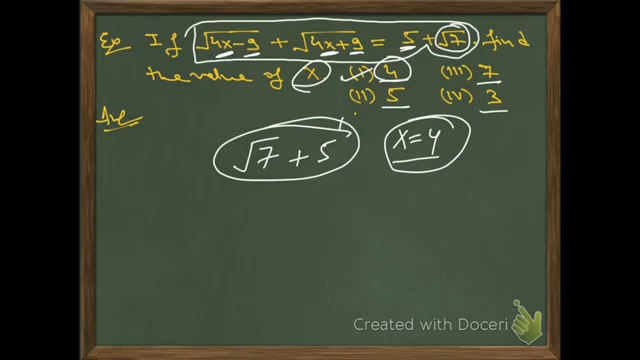 Ex If √4x-9 + √4x+9 = 5 + √7. find
the value of x (i) 4 (iii) 7
(ii) 5 (iv) 3
Ans
√7 + 5 x = 4
Created with Doceri